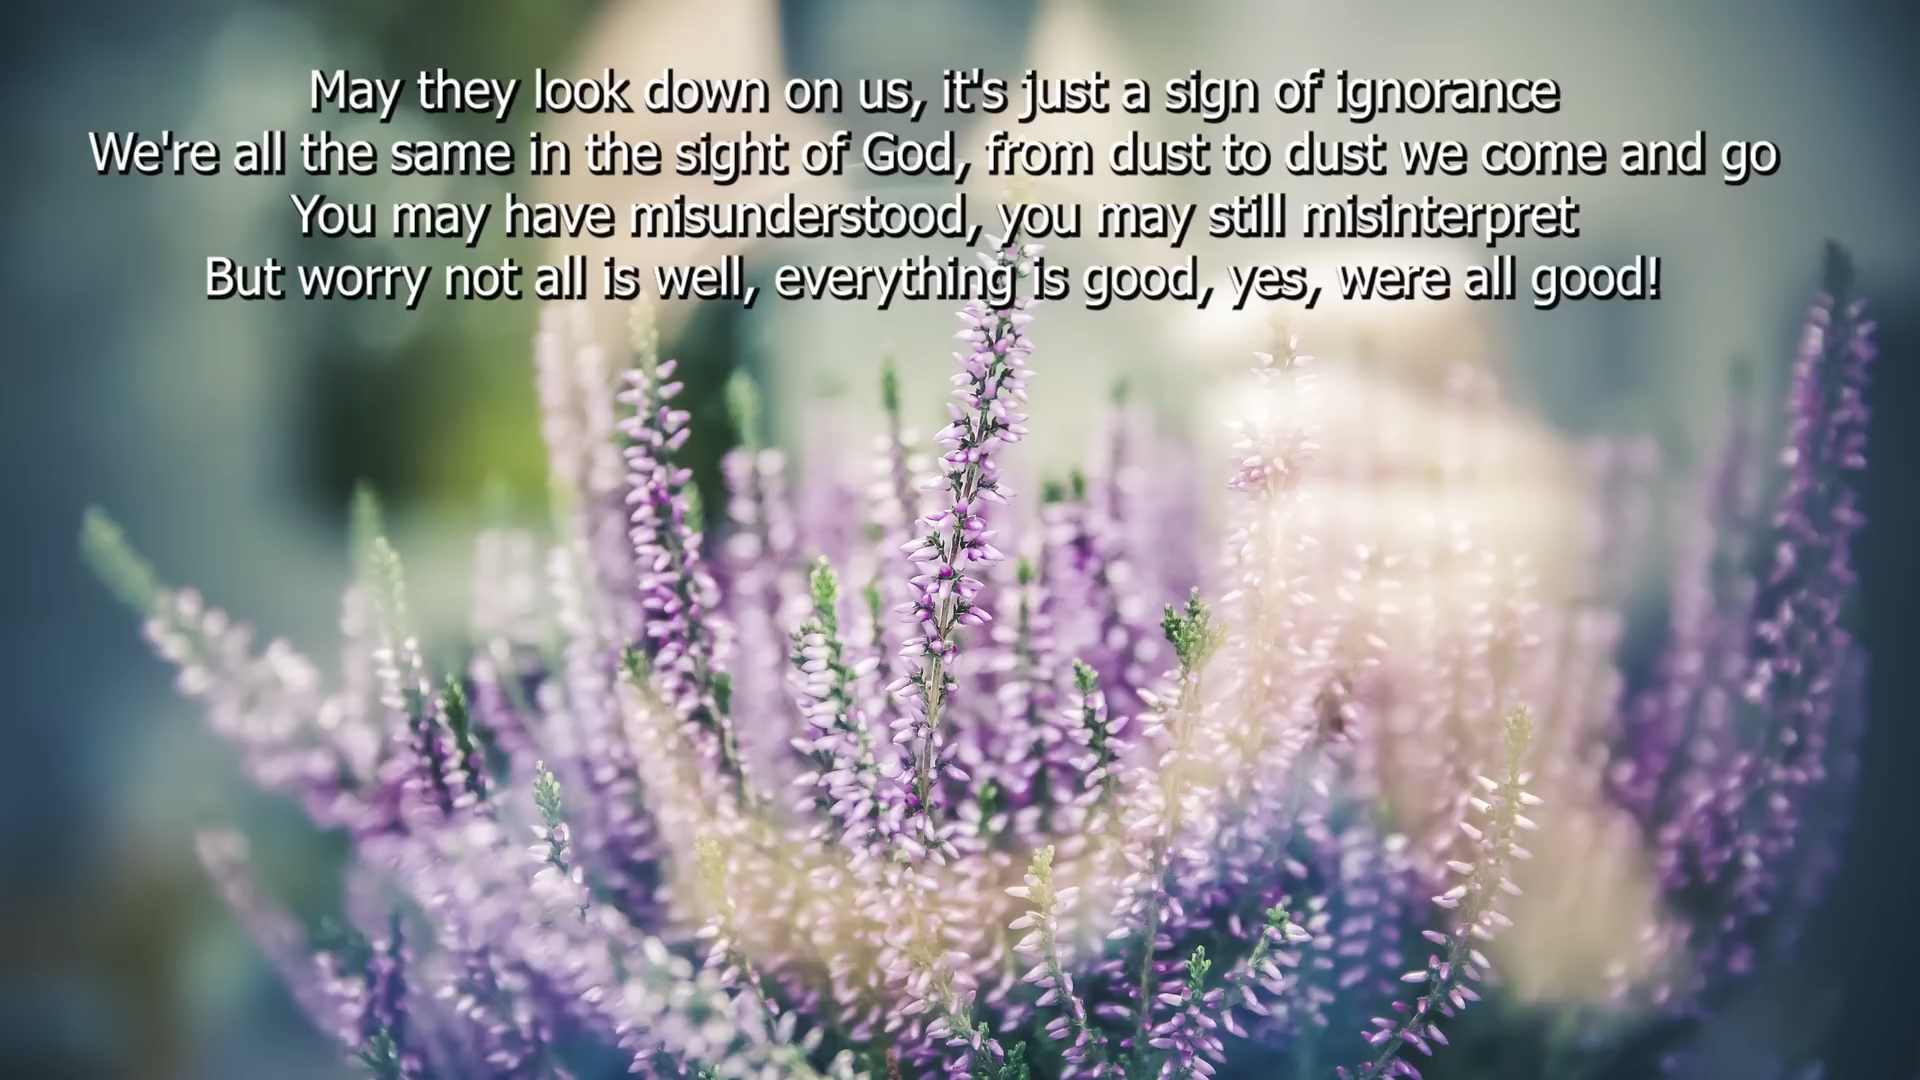 May they look down on us, it's just a sign of ignorance
We're all the same in the sight of God, from dust to dust we come and go
You may have misunderstood, you may still misinterpret
But worry not all is well, everything is good, yes, were all good!